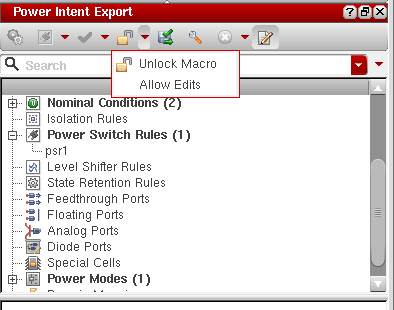 Power Intent Export
Search
Unlock Macro
Allow Edits
Nominal Conditions (2)
Isolation Rules
Power Switch Rules (1)
psr1
Level Shifter Rules
State Retention Rules
Feedthrough Ports
Floating Ports
Analog Ports
Diode Ports
Special Cells
Power Modes (1)